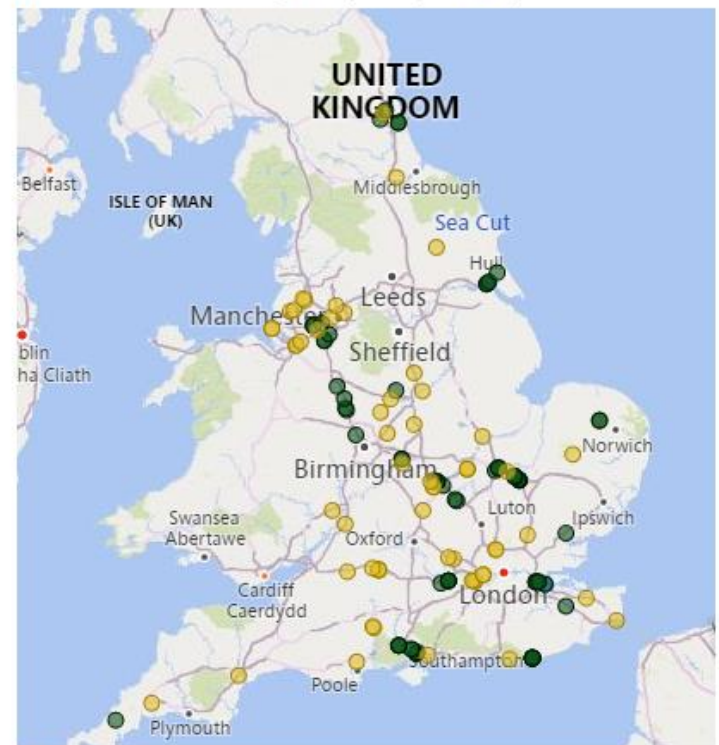 UNITED
KINGDOM
Belfast
Middlesbrough
ISLE OF MAN
(UK)
Sea Cut
Hull
Leeds
Manchester
blin
ha Cliath
Sheffield
Norwich
Birmingham
Luton
Ipswich
Swansea
Abertawe
Oxford
Cardiff
Caerdydd
London
Southampton
Poole
Plymouth